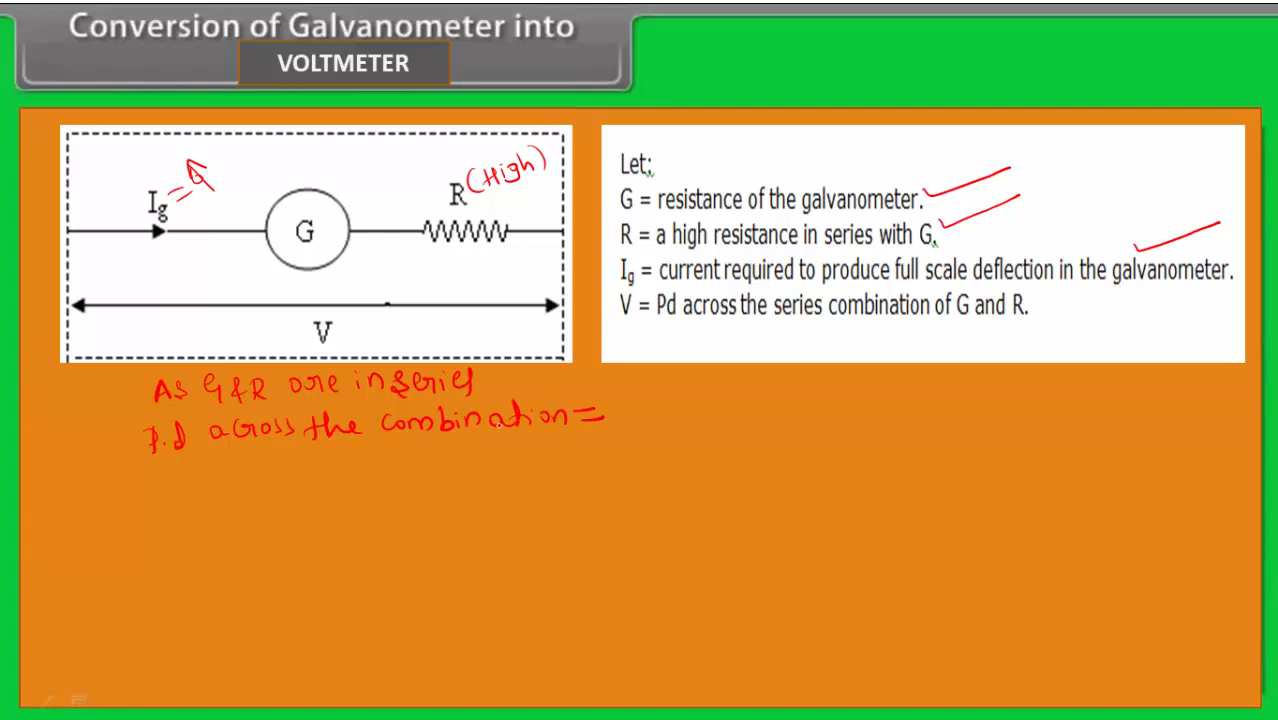 Conversion of Galvanometer into
VOLTMETER
Ig =
R (High)
G
V
Let;
G = resistance of the galvanometer.
R = a high resistance in series with G.
Ig = current required to produce full scale deflection in the galvanometer.
V = Pd across the series combination of G and R.
As G & R are in series
P.d across the combination =